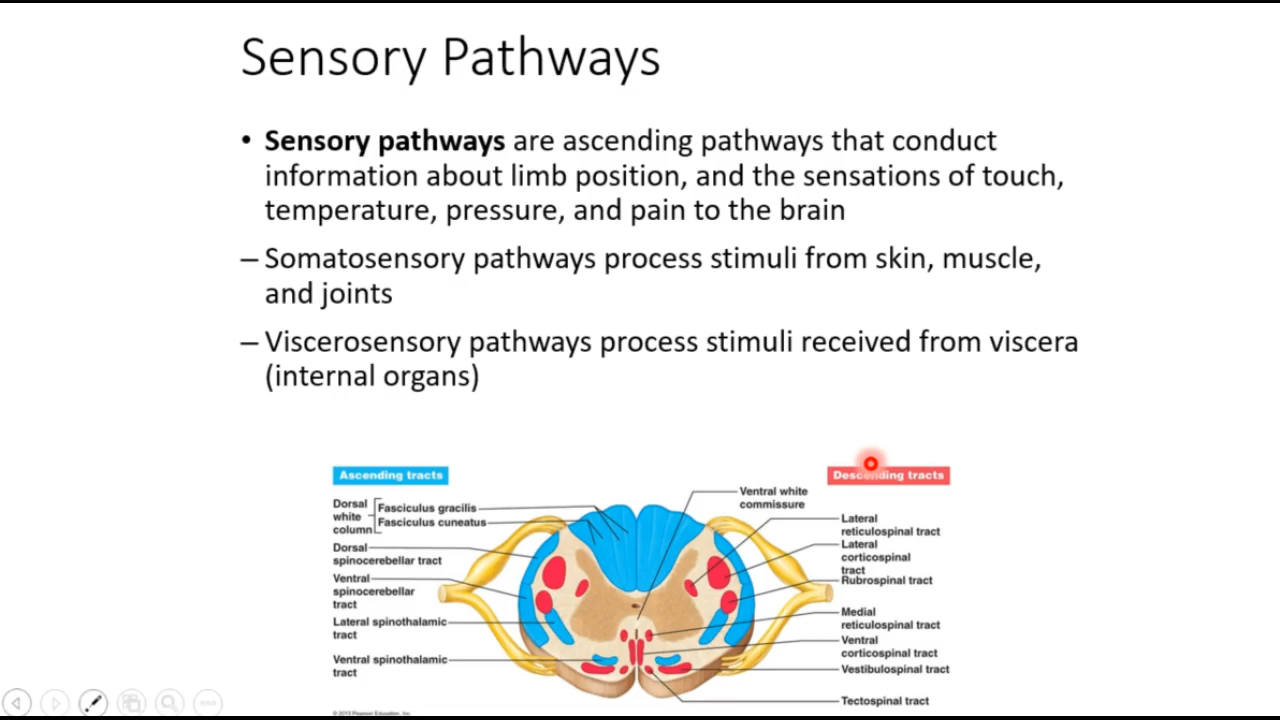 Sensory Pathways
• Sensory pathways are ascending pathways that conduct
information about limb position, and the sensations of touch,
temperature, pressure, and pain to the brain
– Somatosensory pathways process stimuli from skin, muscle,
and joints
– Viscerosensory pathways process stimuli received from viscera
(internal organs)
Ascending tracts
Dorsal
white
column
Fasciculus gracilis
Fasciculus cuneatus
Dorsal
spinocerebellar tract
Ventral
spinocerebellar
tract
Lateral spinothalamic
tract
Ventral spinothalamic
tract
Ventral white
commissure
Descending tracts
Lateral
reticulospinal tract
Lateral
corticospinal
tract
Rubrospinal tract
Medial
reticulospinal tract
Ventral
corticospinal tract
Vestibulospinal tract
Tectospinal tract
© 2013 Pearson Education, Inc.